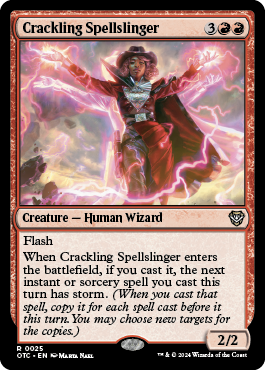 Crackling Spellslinger 3
Creature — Human Wizard
Flash
When Crackling Spellslinger enters
the battlefield, if you cast it, the next
instant or sorcery spell you cast this
turn has storm. (When you cast that
spell, copy it for each spell cast before it
this turn. You may choose new targets for
the copies.)
2/2
R 0025
OTC • EN Marta Nael
™ & © 2024 Wizards of the Coast